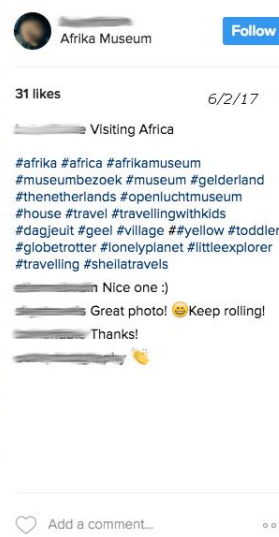 Afrika Museum
Follow
31 likes
6/2/17
Visiting Africa
#afrika #africa #afrikamuseum
#museumbezoek #museum #gelderland
#thenetherlands #openluchtmuseum
#house #travel #travellingwithkids
#dagjeuit #geel #village ##yellow #toddler
#globetrotter #lonelyplanet #littleexplorer
#travelling #sheilatravels
Nice one :)
Great photo! 😄Keep rolling!
Thanks!
👏
Add a comment...